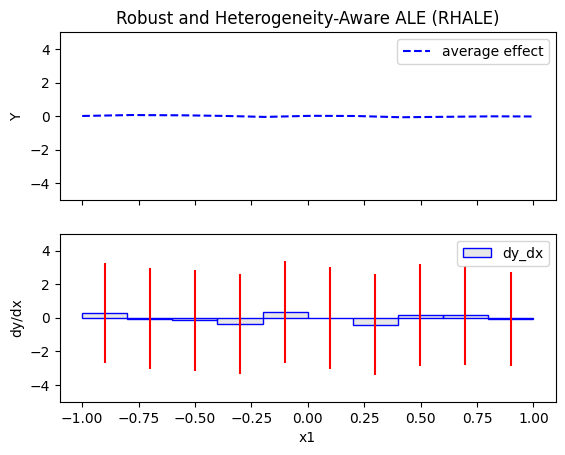 Robust and Heterogeneity-Aware ALE (RHALE)
average effect
4
2
0
−2
−4
Y
dy_dx
4
2
0
−2
−4
dy/dx
−1.00 −0.75 −0.50 −0.25 0.00 0.25 0.50 0.75 1.00
x1